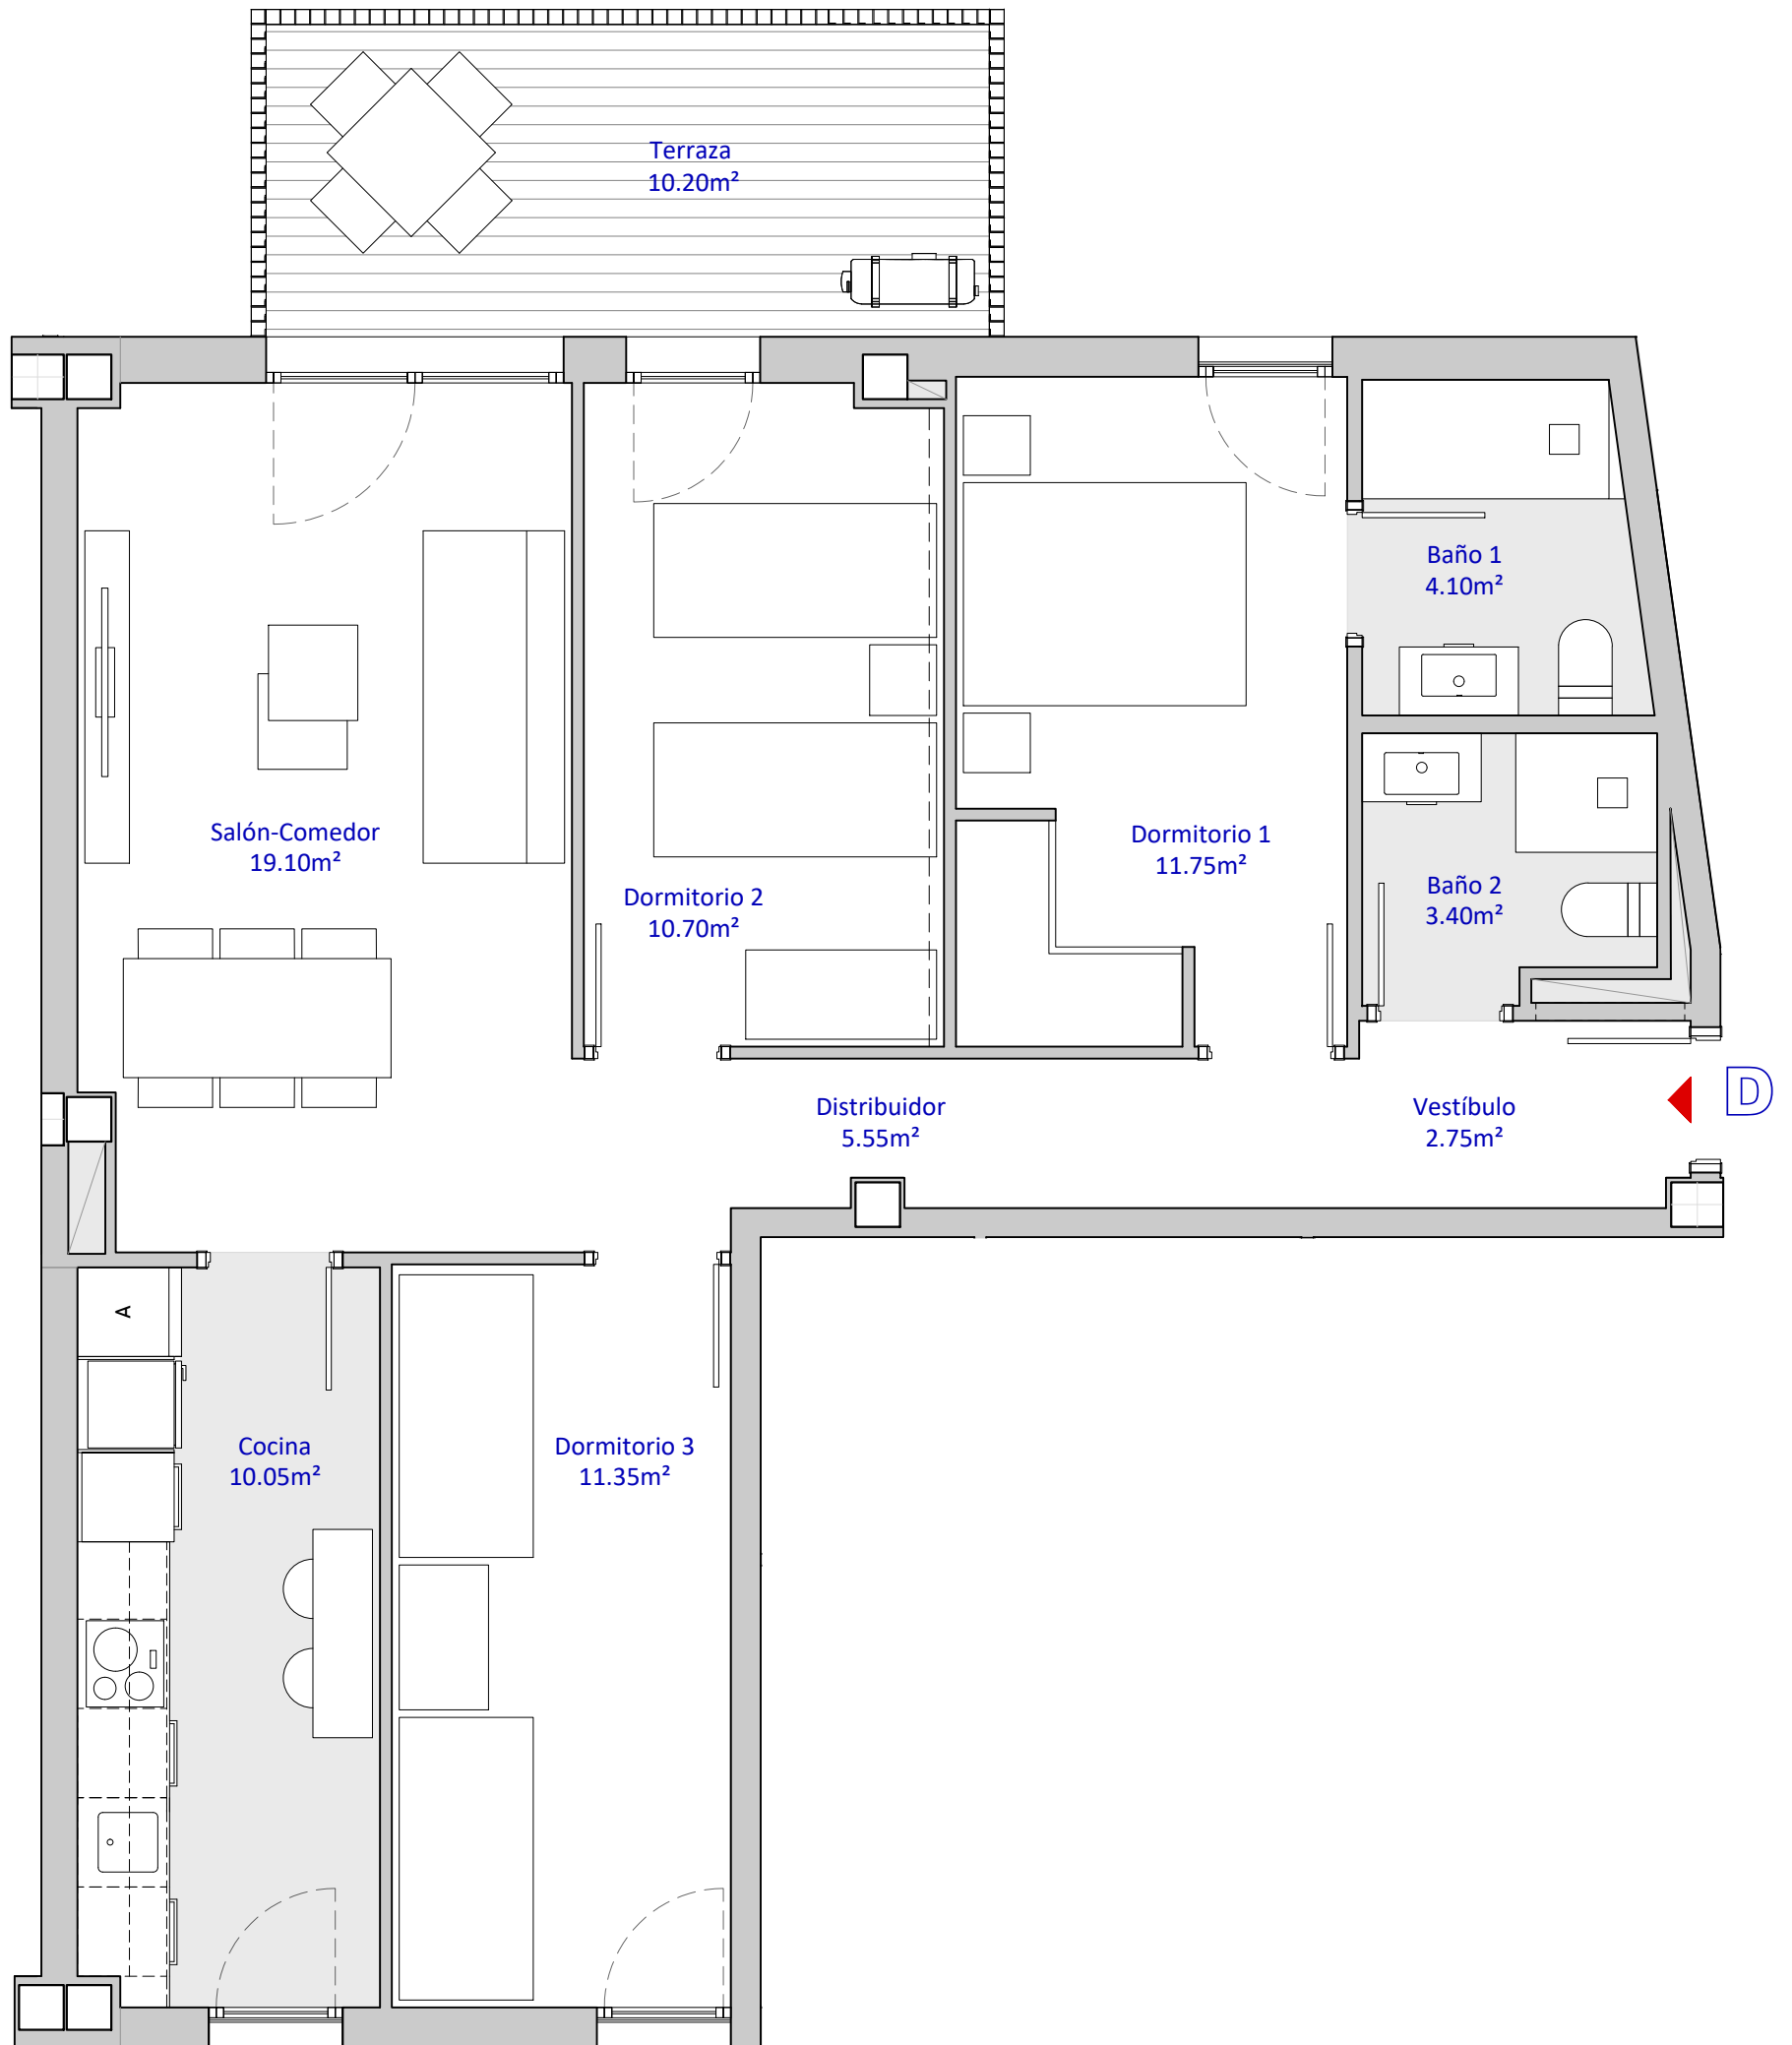 Terraza
10.20m²
Baño 1
4.10m²
Salón-Comedor
19.10m²
Dormitorio 1
11.75m²
Dormitorio 2
10.70m²
Baño 2
3.40m²
Distribuidor
5.55m²
Vestíbulo
2.75m²
D
A
Cocina
10.05m²
Dormitorio 3
11.35m²